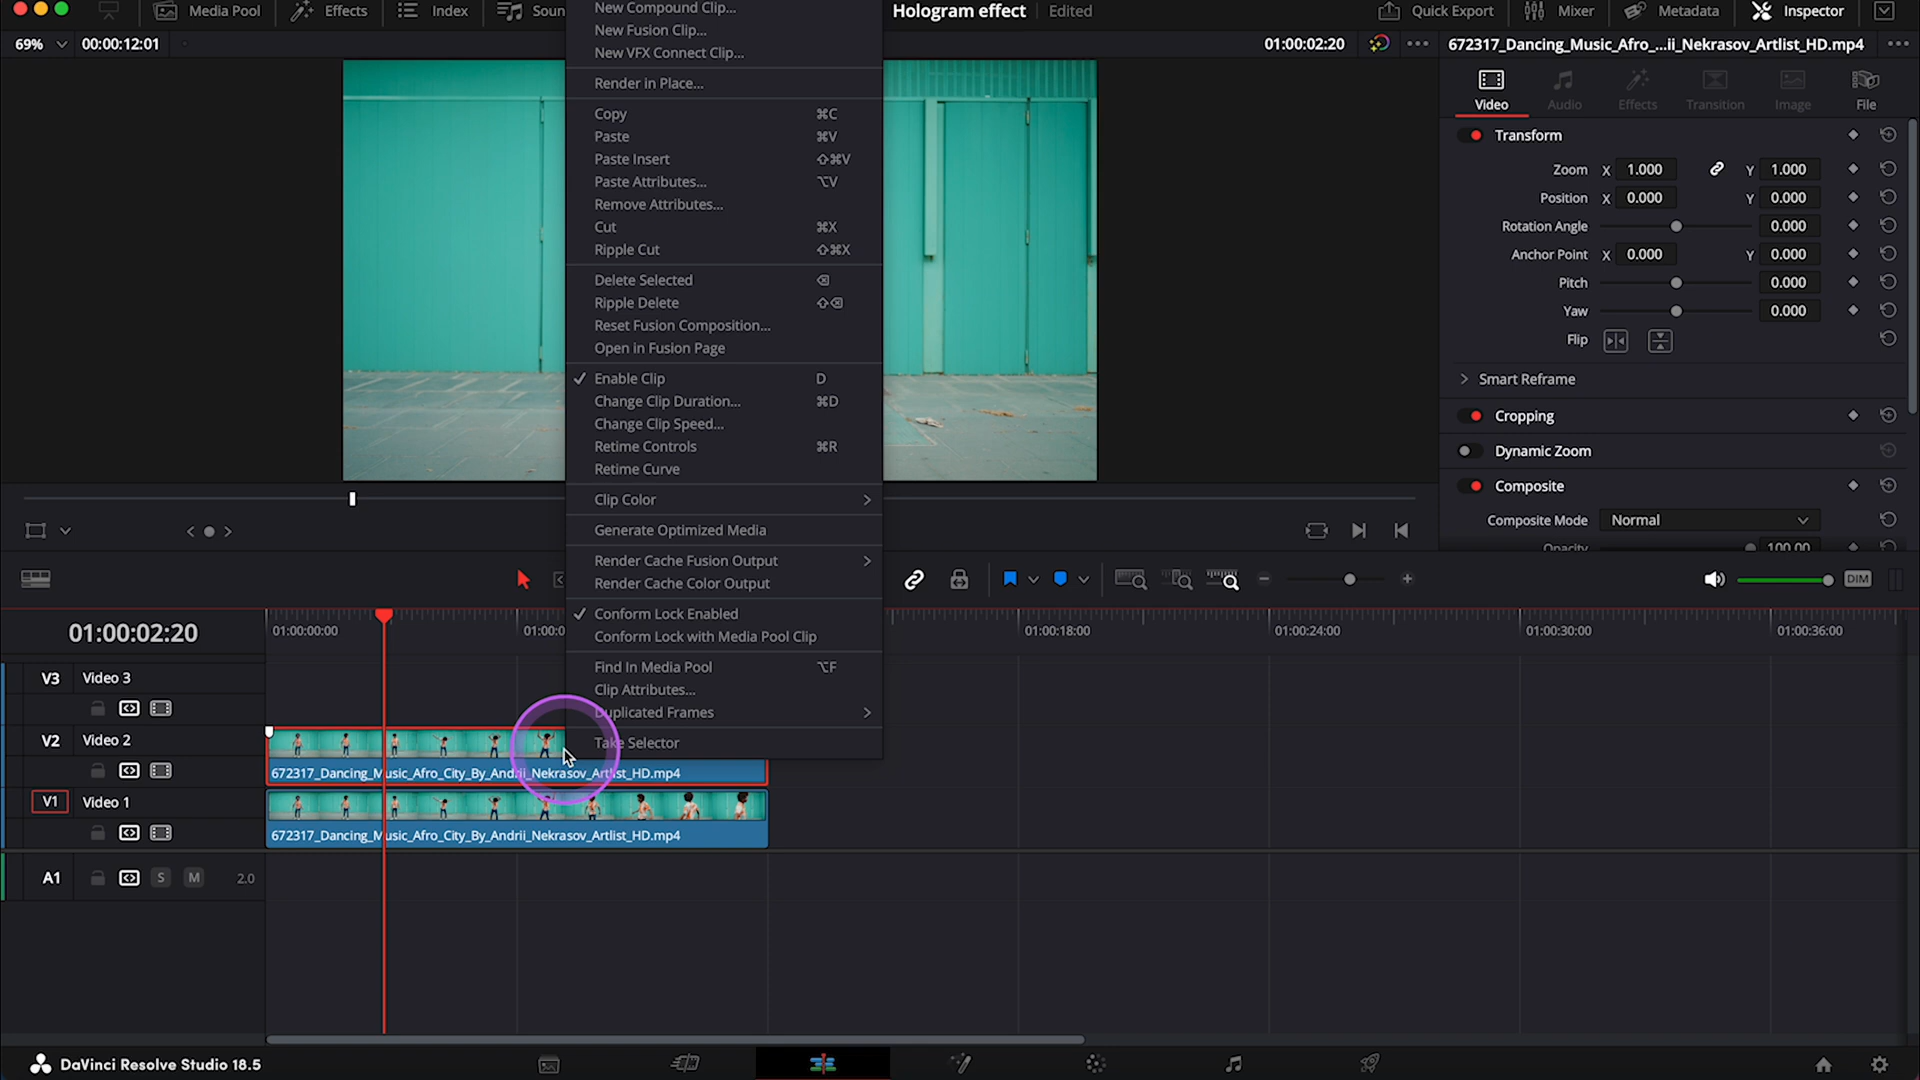 Media Pool
Effects
Index
Soun
Hologram effect
Edited
Quick Export
Mixer
Metadata
Inspector
69%
00:00:12:01
01:00:02:20
672317_Dancing_Music_Afro_...ii_Nekrasov_Artlist_HD.mp4
New Compound Clip...
New Fusion Clip...
New VFX Connect Clip...
Render in Place...
Copy ⌘C
Paste ⌘V
Paste Insert ⇧⌘V
Paste Attributes... ⌥V
Remove Attributes...
Cut ⌘X
Ripple Cut ⇧⌘X
Delete Selected ⌫
Ripple Delete ⇧⌫
Reset Fusion Composition...
Open in Fusion Page
Enable Clip D
Change Clip Duration... ⌘D
Change Clip Speed...
Retime Controls ⌘R
Retime Curve
Clip Color
Generate Optimized Media
Render Cache Fusion Output
Render Cache Color Output
Conform Lock Enabled
Conform Lock with Media Pool Clip
Find In Media Pool ⌥F
Clip Attributes...
Duplicated Frames
Take Selector
Video
Audio
Effects
Transition
Image
File
Transform
Zoom X 1.000 Y 1.000
Position X 0.000 Y 0.000
Rotation Angle 0.000
Anchor Point X 0.000 Y 0.000
Pitch 0.000
Yaw 0.000
Flip
Smart Reframe
Cropping
Dynamic Zoom
Composite
Composite Mode Normal
Opacity 100.00
DIM
01:00:02:20
01:00:00:00
01:00:0
01:00:18:00
01:00:24:00
01:00:30:00
01:00:36:00
V3 Video 3
V2 Video 2
672317_Dancing_Music_Afro_City_By_Andrii_Nekrasov_Artlist_HD.mp4
V1 Video 1
672317_Dancing_Music_Afro_City_By_Andrii_Nekrasov_Artlist_HD.mp4
A1 S M 2.0
DaVinci Resolve Studio 18.5